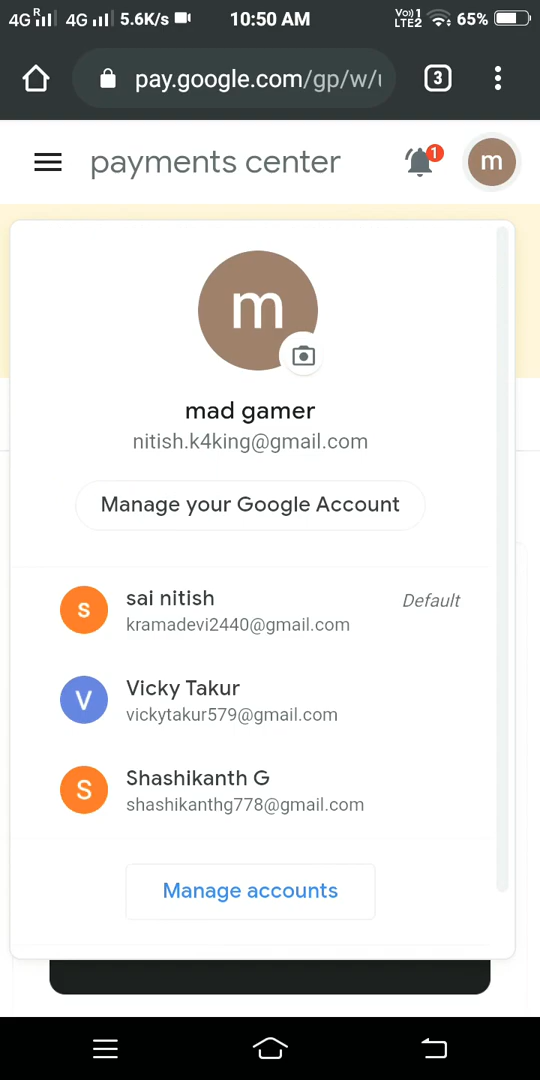 4G R 4G 5.6K/s 10:50 AM Vo) 1 LTE2 65%
pay.google.com/gp/w/u 3
payments center 1 m
m
mad gamer
nitish.k4king@gmail.com
Manage your Google Account
s sai nitish Default
kramadevi2440@gmail.com
V Vicky Takur
vickytakur579@gmail.com
S Shashikanth G
shashikanthg778@gmail.com
Manage accounts